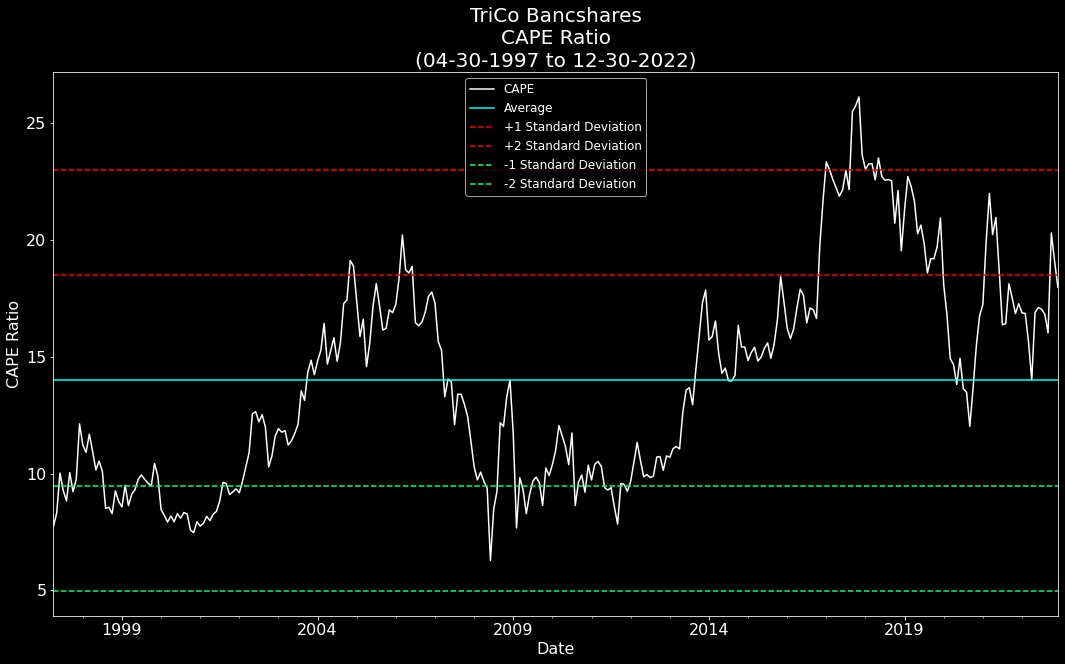 TriCo Bancshares
CAPE Ratio
(04-30-1997 to 12-30-2022)
CAPE
Average
+1 Standard Deviation
+2 Standard Deviation
-1 Standard Deviation
-2 Standard Deviation
CAPE Ratio
25
20
15
10
5
1999
2004
2009
2014
2019
Date